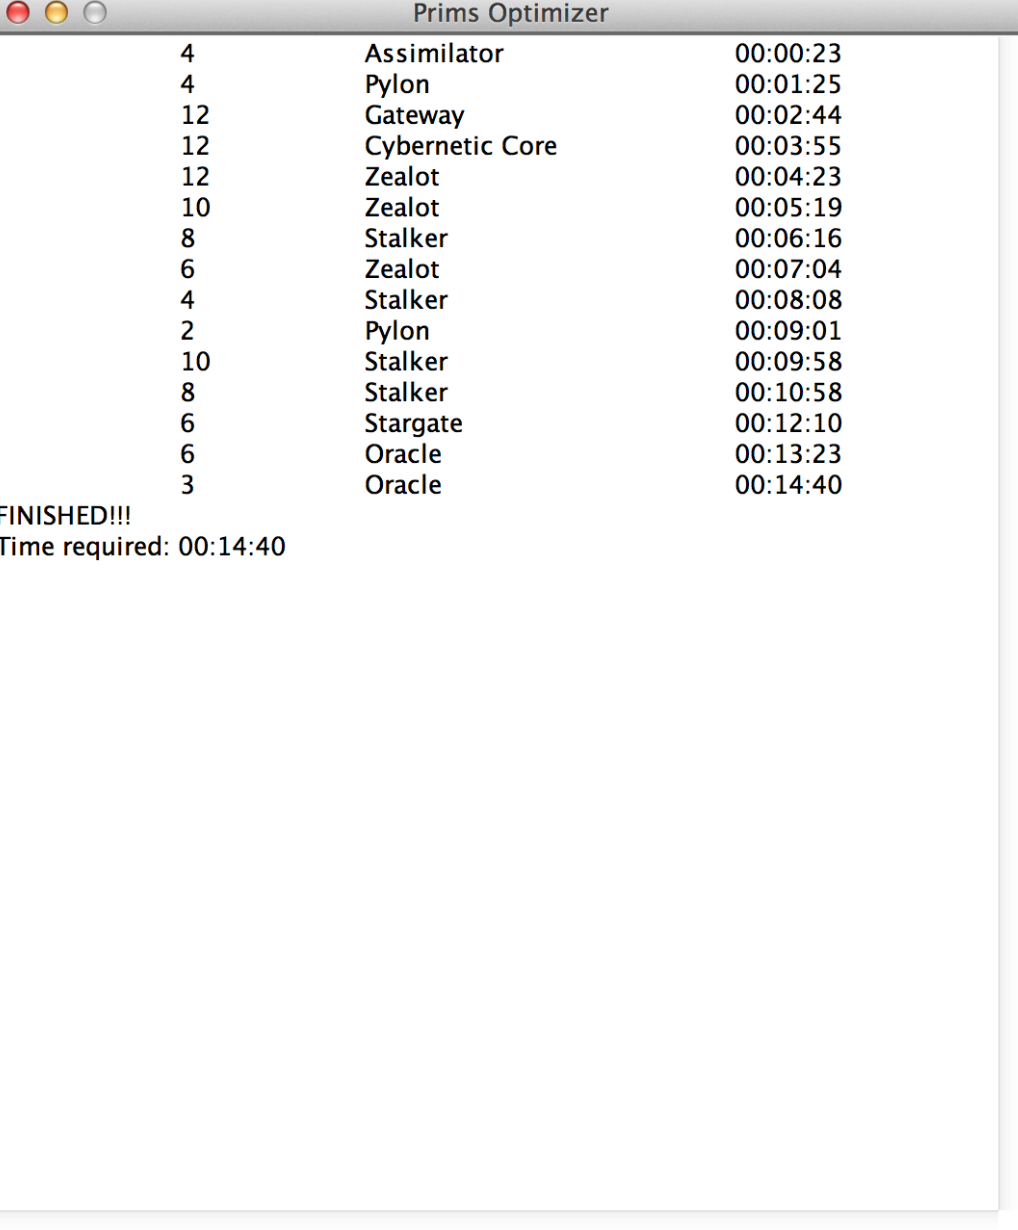 Prims Optimizer
4 Assimilator 00:00:23
4 Pylon 00:01:25
12 Gateway 00:02:44
12 Cybernetic Core 00:03:55
12 Zealot 00:04:23
10 Zealot 00:05:19
8 Stalker 00:06:16
6 Zealot 00:07:04
4 Stalker 00:08:08
2 Pylon 00:09:01
10 Stalker 00:09:58
8 Stalker 00:10:58
6 Stargate 00:12:10
6 Oracle 00:13:23
3 Oracle 00:14:40
FINISHED!!!
Time required: 00:14:40